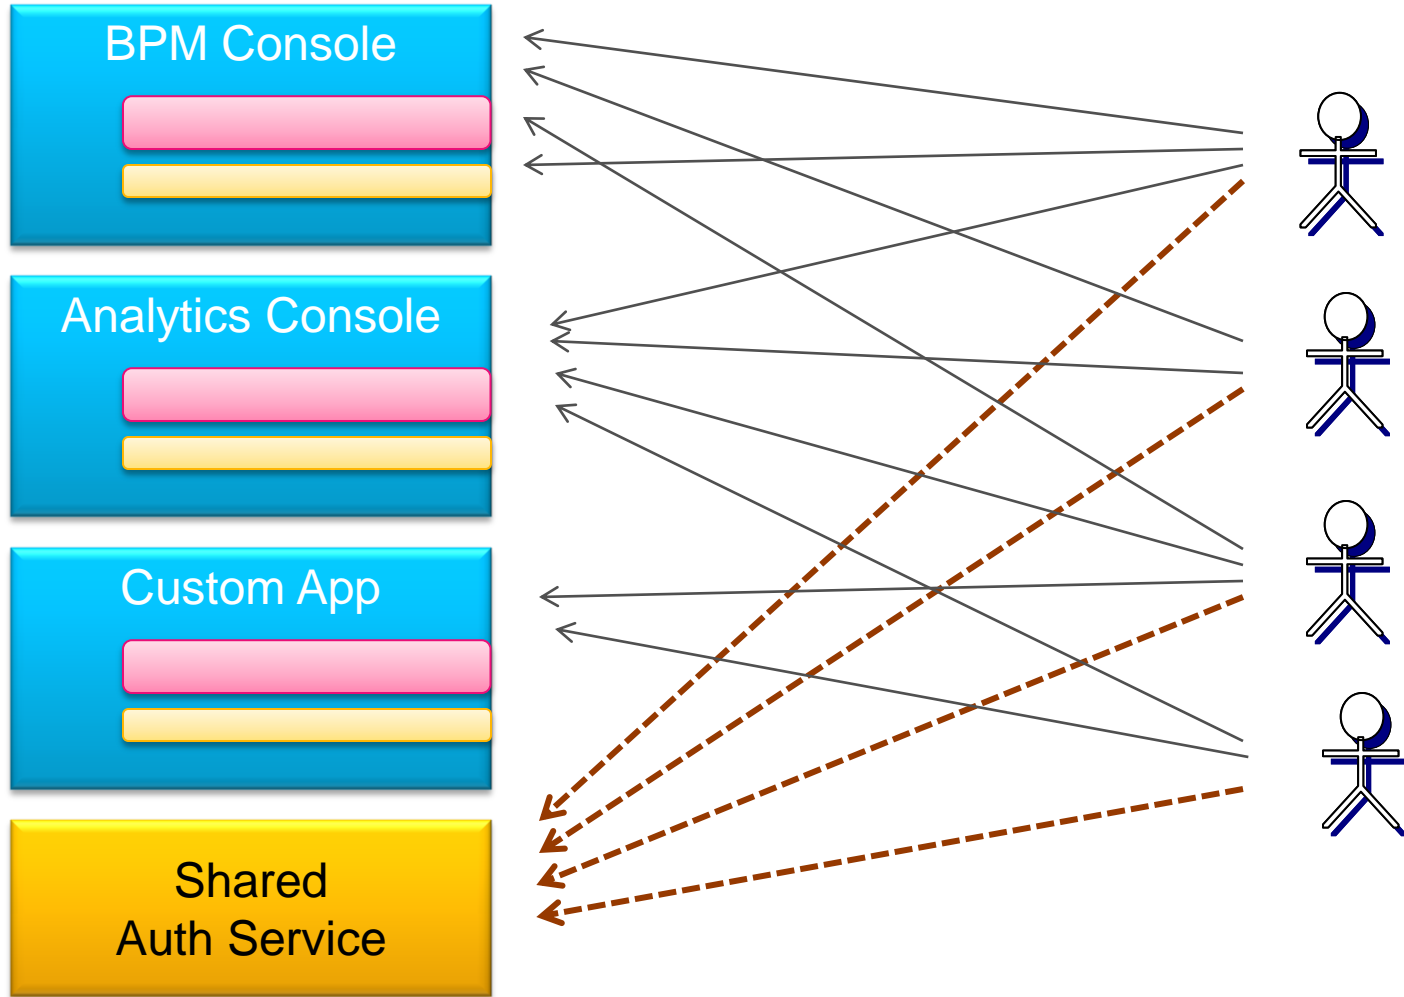 BPM Console
Analytics Console
Custom App
Shared
Auth Service